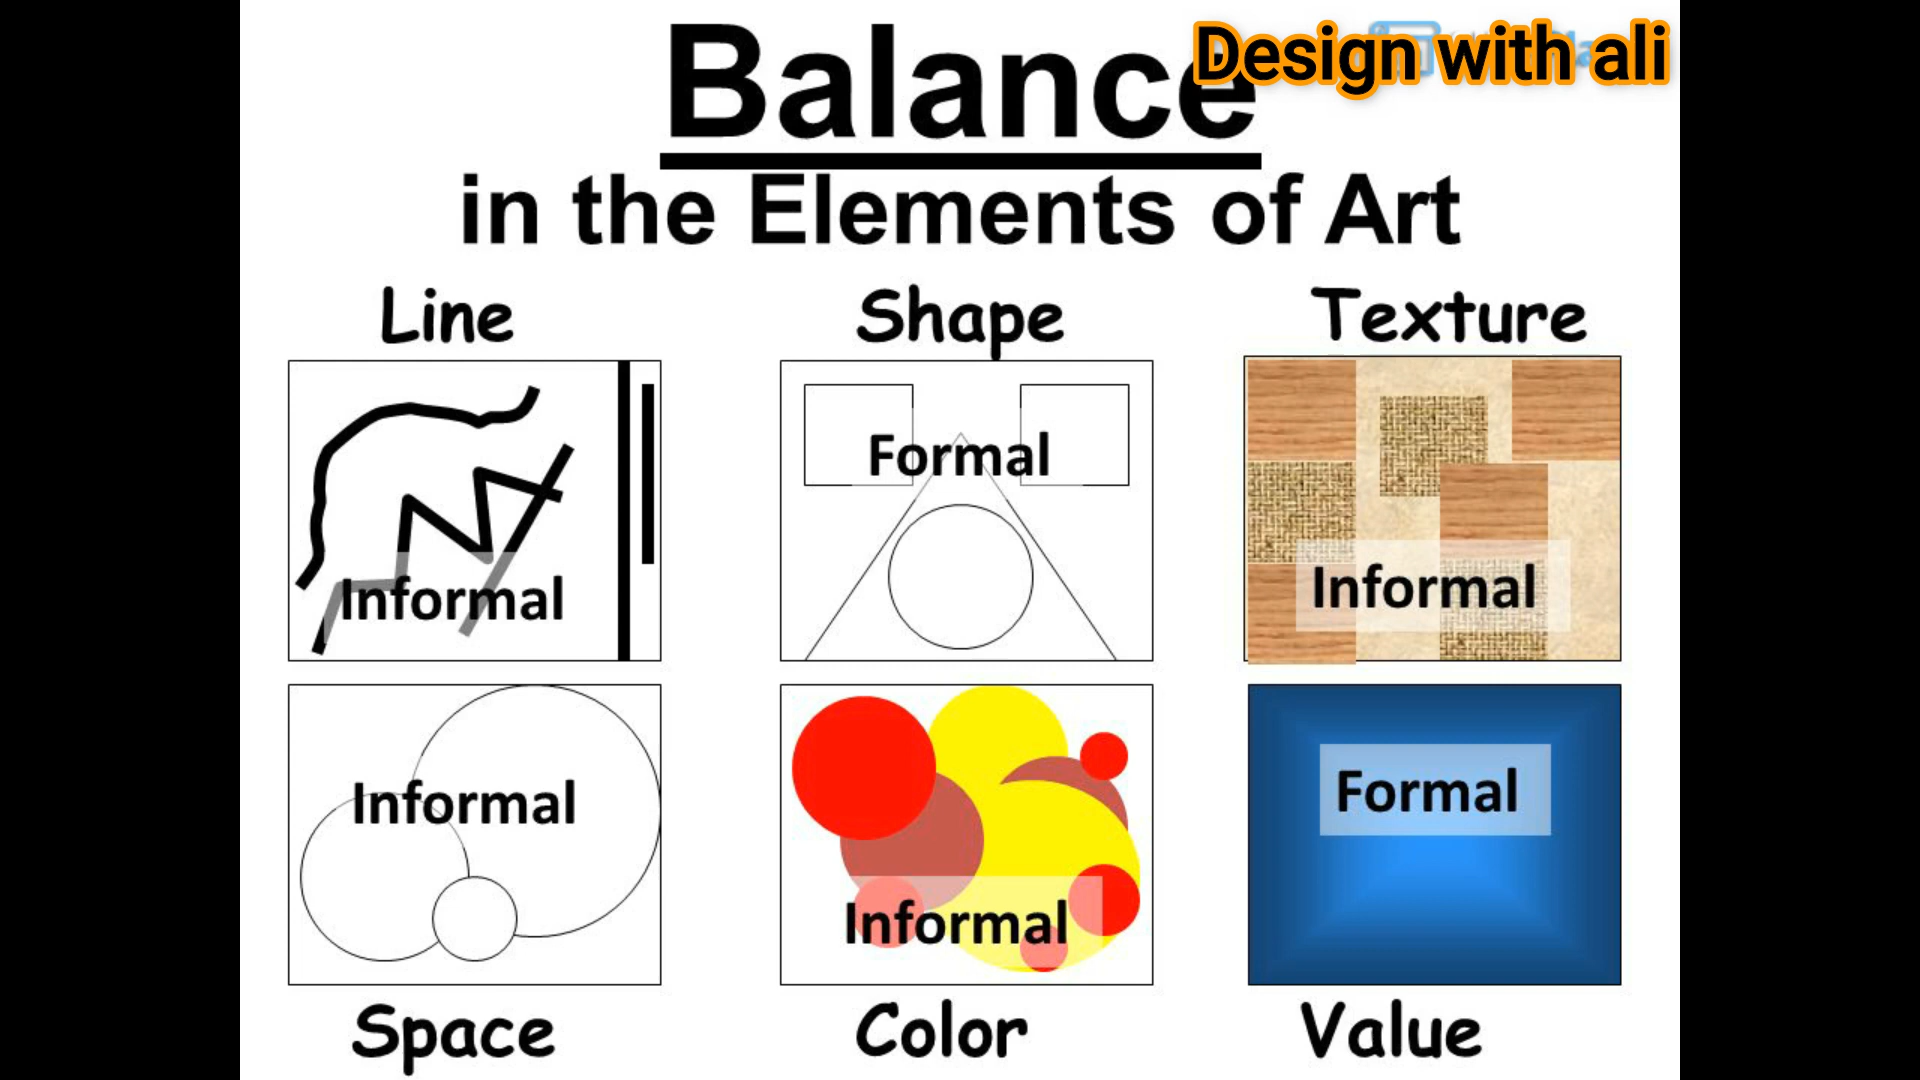 Balance
Design with ali
in the Elements of Art
Line
Shape
Texture
Informal
Formal
Informal
Informal
Informal
Formal
Space
Color
Value